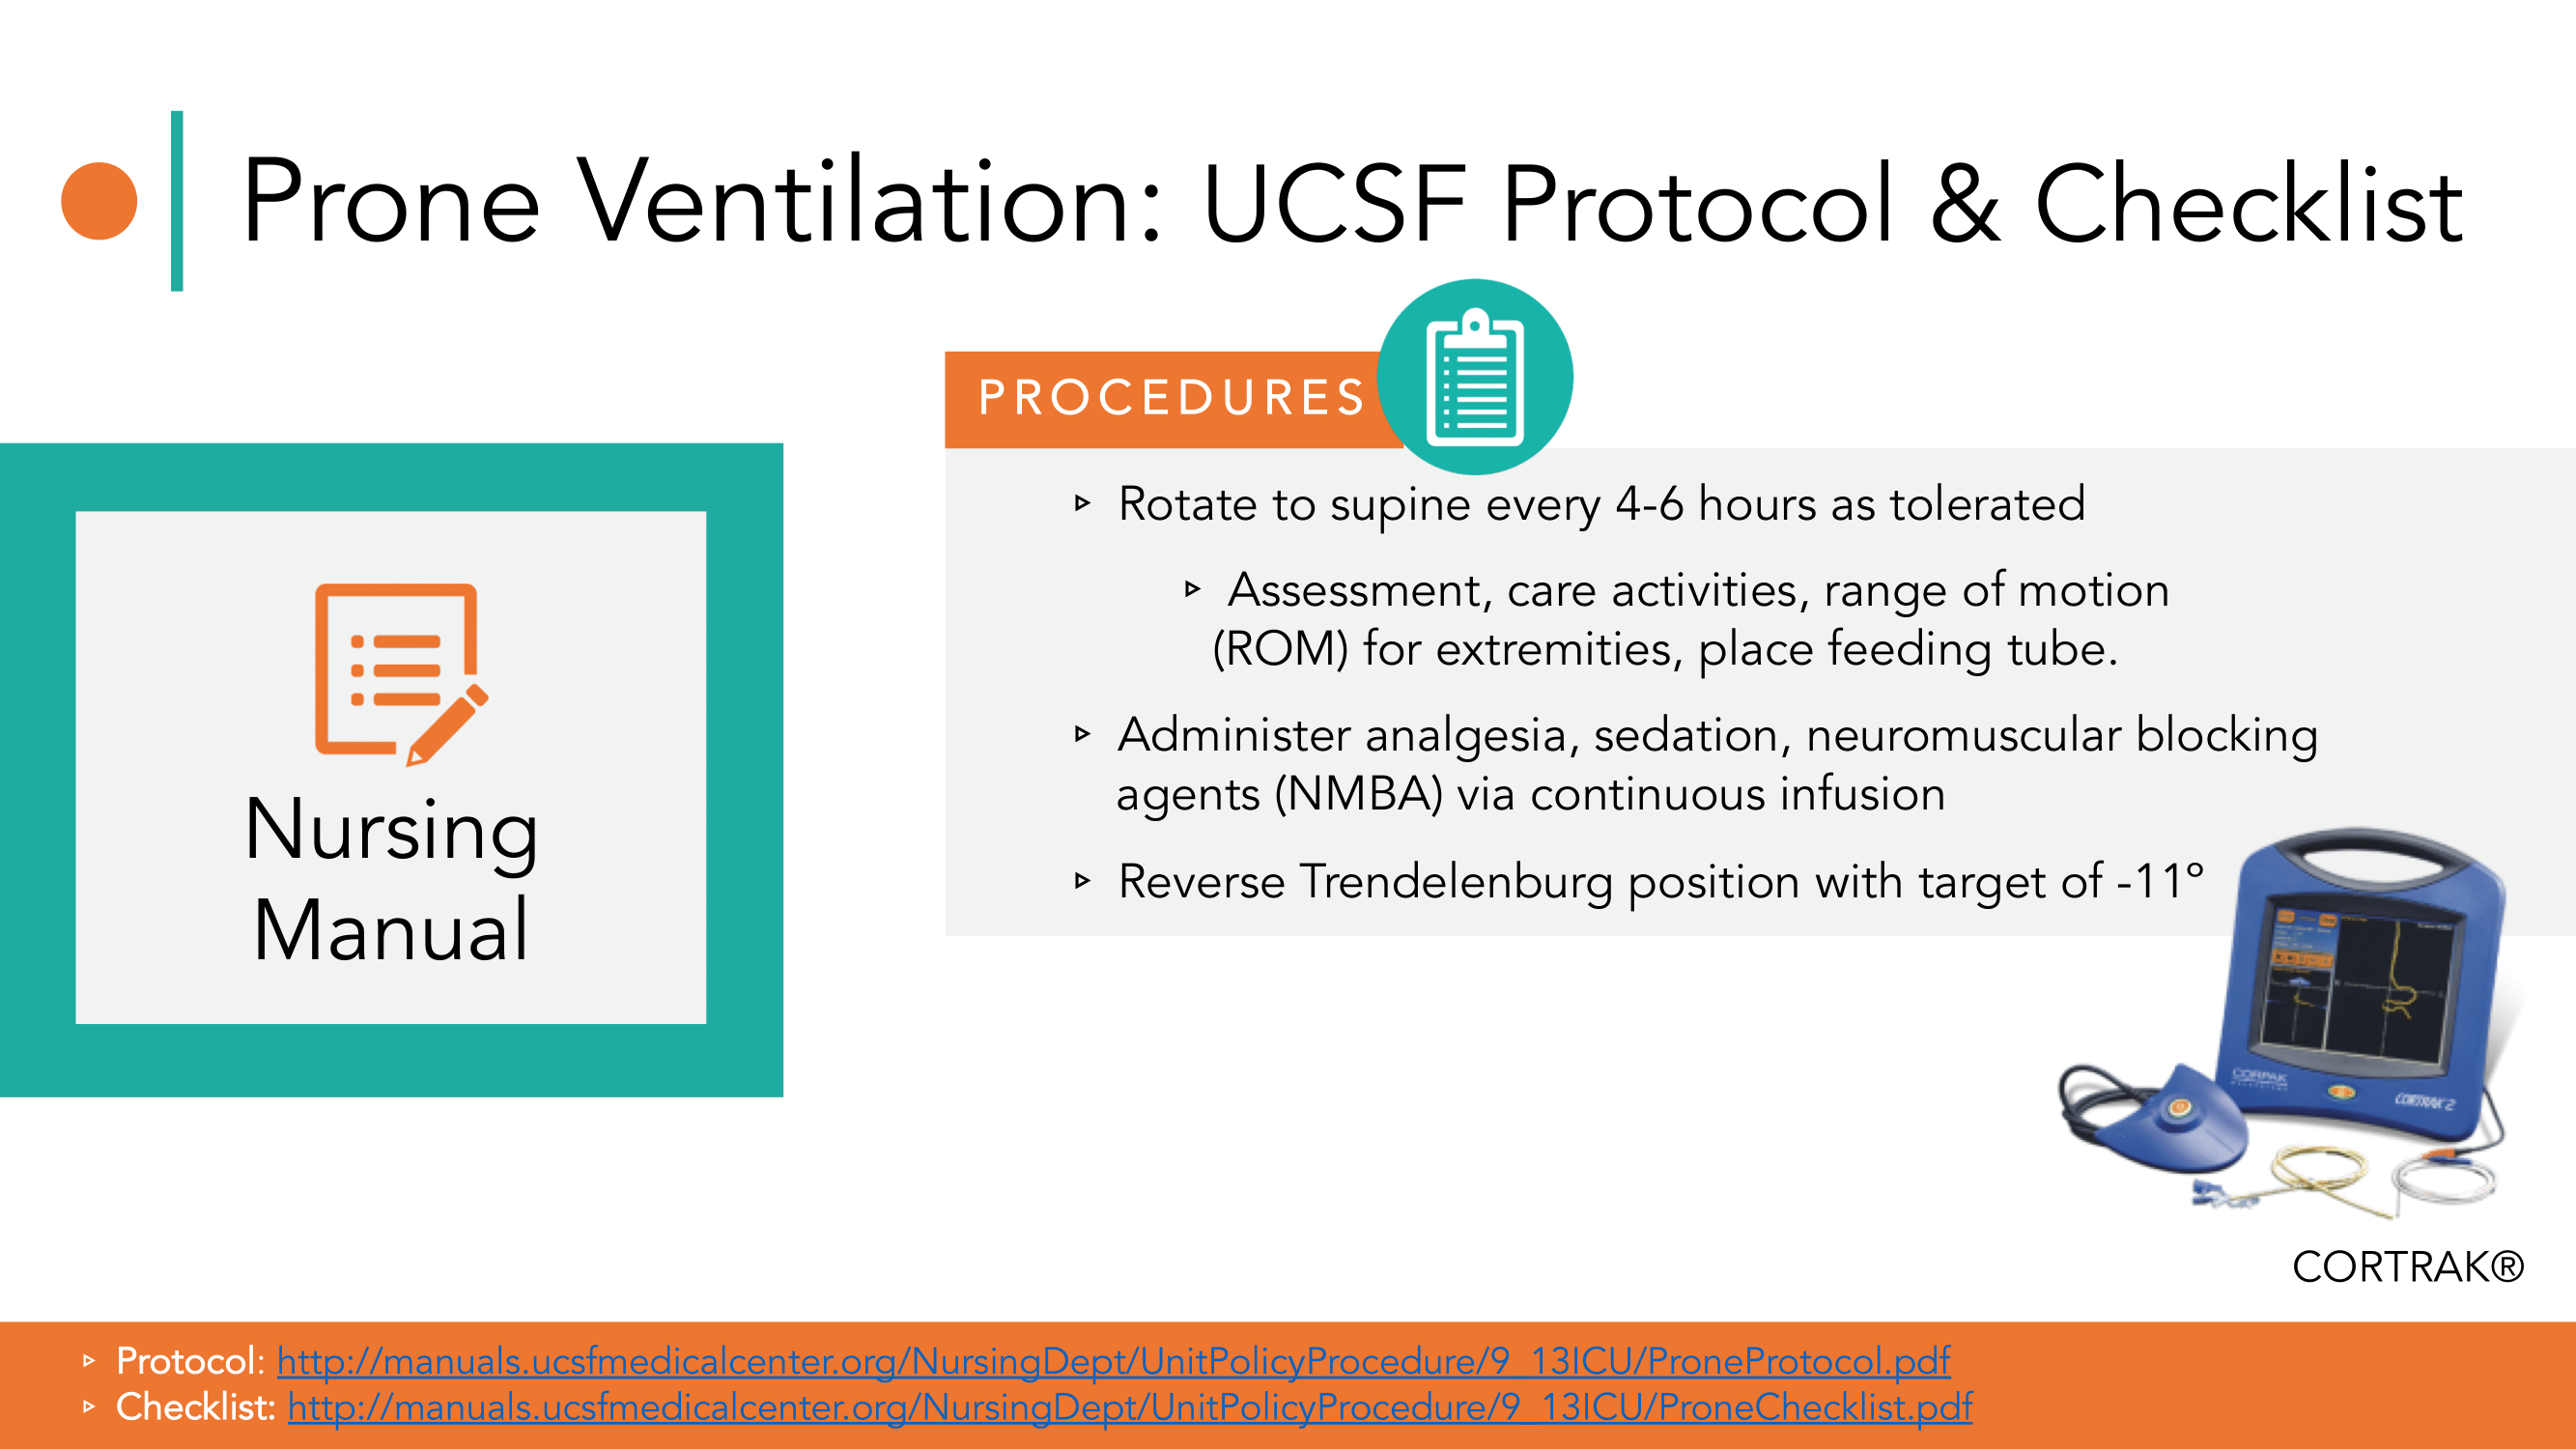 Prone Ventilation: UCSF Protocol & Checklist
PROCEDURES
Nursing
Manual
▹ Rotate to supine every 4-6 hours as tolerated
▹ Assessment, care activities, range of motion
(ROM) for extremities, place feeding tube.
▹ Administer analgesia, sedation, neuromuscular blocking
agents (NMBA) via continuous infusion
▹ Reverse Trendelenburg position with target of -11º
CORPAK
CORTRAK 2
CORTRAK®
▹ Protocol: http://manuals.ucsfmedicalcenter.org/NursingDept/UnitPolicyProcedure/9_13ICU/ProneProtocol.pdf
▹ Checklist: http://manuals.ucsfmedicalcenter.org/NursingDept/UnitPolicyProcedure/9_13ICU/ProneChecklist.pdf